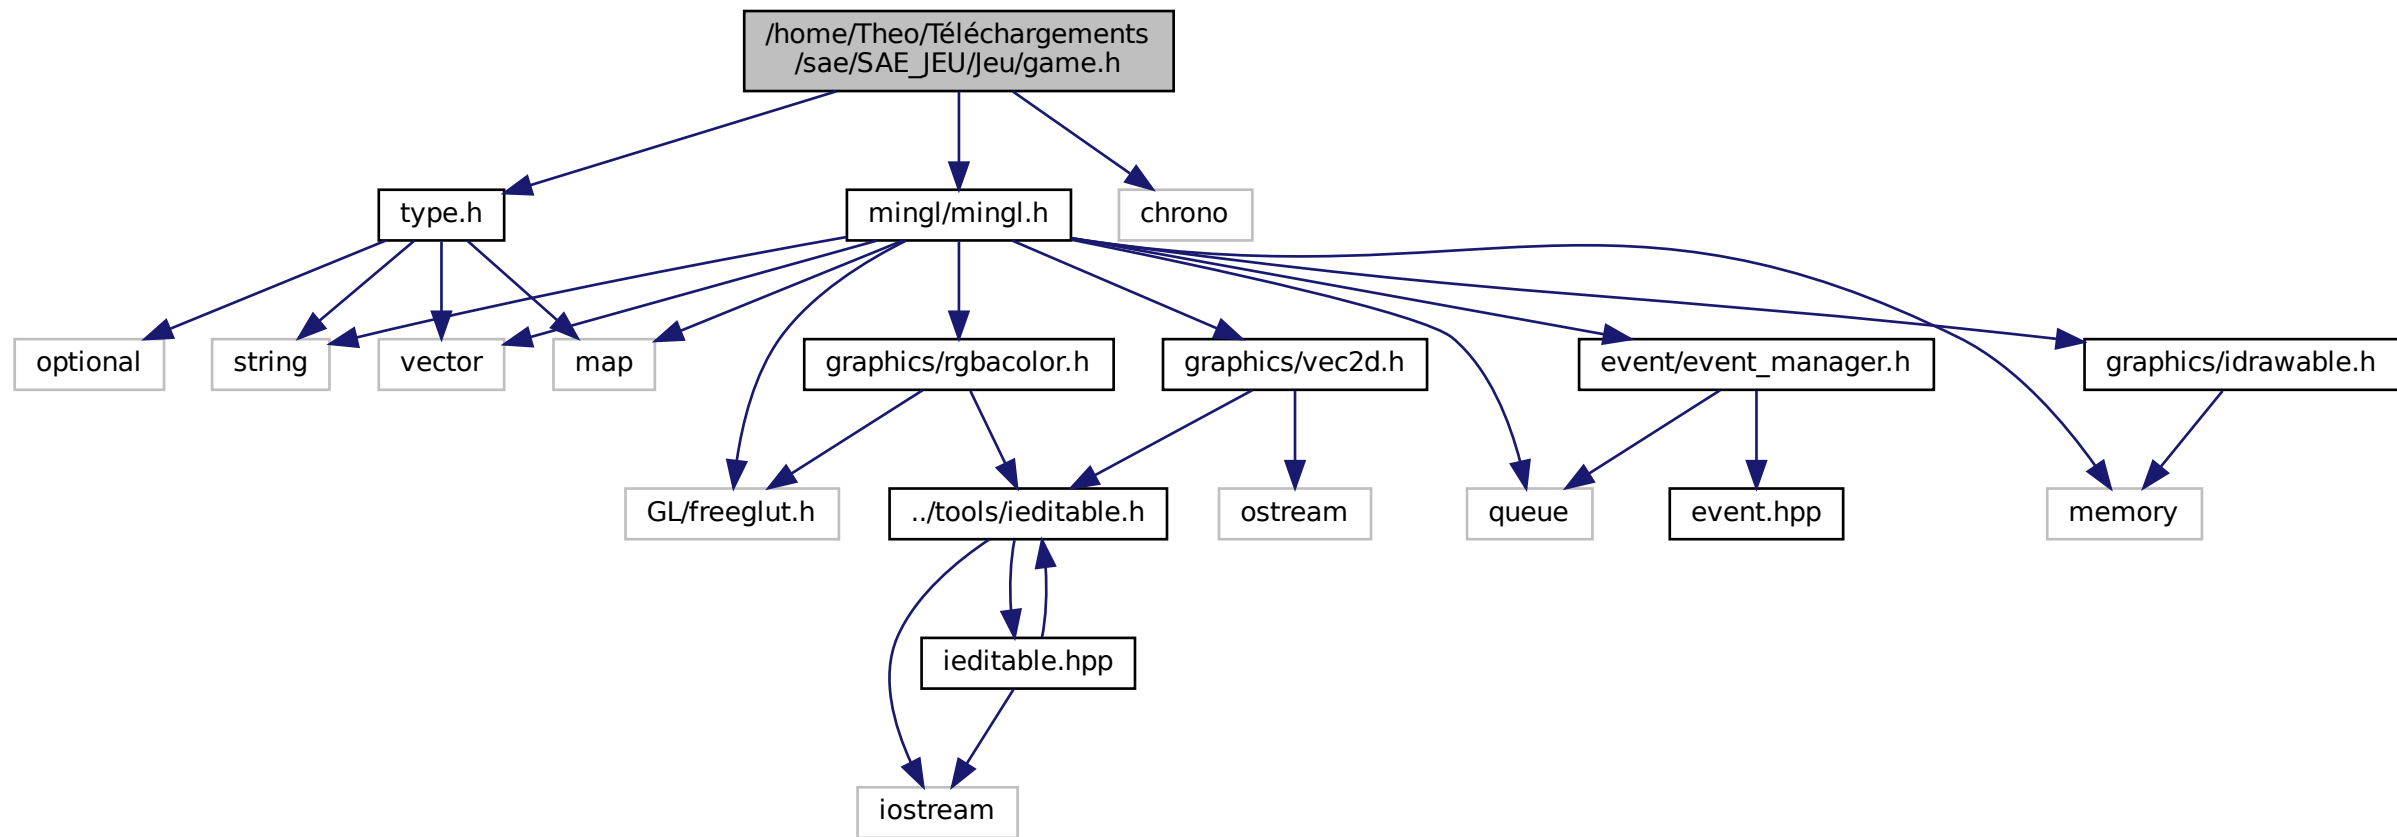 /home/Theo/Téléchargements
/sae/SAE_JEU/Jeu/game.h
type.h
mingl/mingl.h
chrono
optional
string
vector
map
graphics/rgbacolor.h
graphics/vec2d.h
event/event_manager.h
graphics/idrawable.h
GL/freeglut.h
../tools/ieditable.h
ostream
queue
event.hpp
memory
ieditable.hpp
iostream